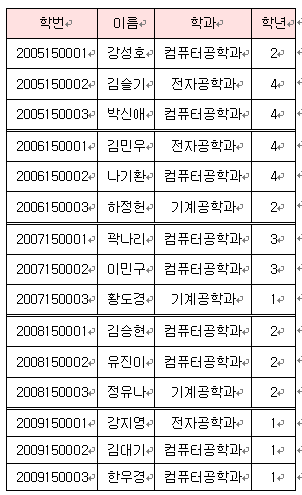 학번 이름 학과 학년
2005150001 강성호 컴퓨터공학과 2
2005150002 김슬기 전자공학과 4
2005150003 박신애 컴퓨터공학과 4
2006150001 김민우 전자공학과 4
2006150002 나기환 컴퓨터공학과 4
2006150003 하정헌 기계공학과 2
2007150001 곽나리 컴퓨터공학과 3
2007150002 이민구 컴퓨터공학과 3
2007150003 황도경 기계공학과 1
2008150001 김승현 컴퓨터공학과 2
2008150002 유진이 컴퓨터공학과 2
2008150003 정유나 기계공학과 2
2009150001 강지영 전자공학과 1
2009150002 김대기 컴퓨터공학과 1
2009150003 한우경 컴퓨터공학과 1